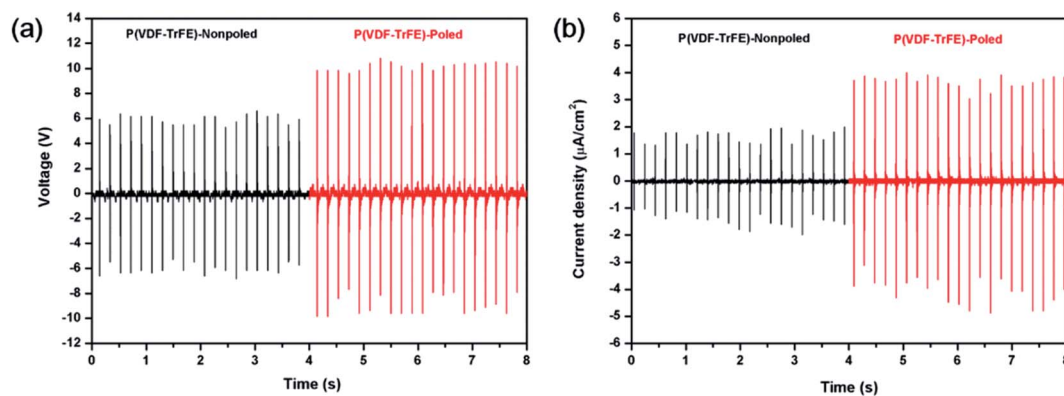 (a)
P(VDF-TrFE)-Nonpoled
P(VDF-TrFE)-Poled
Voltage (V)
14
12
10
8
6
4
2
0
-2
-4
-6
-8
-10
-12
0 1 2 3 4 5 6 7 8
Time (s)
(b)
P(VDF-TrFE)-Nonpoled
P(VDF-TrFE)-Poled
Current density (μA/cm²)
6
5
4
3
2
1
0
-1
-2
-3
-4
-5
-6
0 1 2 3 4 5 6 7 8
Time (s)